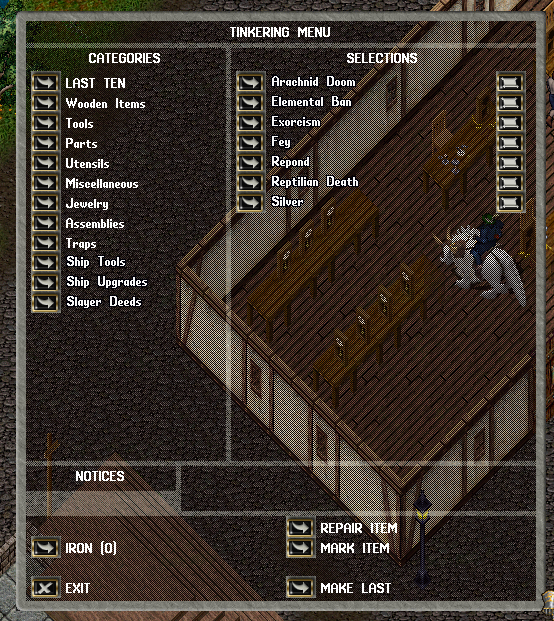 TINKERING MENU
CATEGORIES
SELECTIONS
LAST TEN
Wooden Items
Tools
Parts
Utensils
Miscellaneous
Jewelry
Assemblies
Traps
Ship Tools
Ship Upgrades
Slayer Deeds
Arachnid Doom
Elemental Ban
Exorcism
Fey
Repond
Reptilian Death
Silver
NOTICES
REPAIR ITEM
IRON (0)
MARK ITEM
EXIT
MAKE LAST